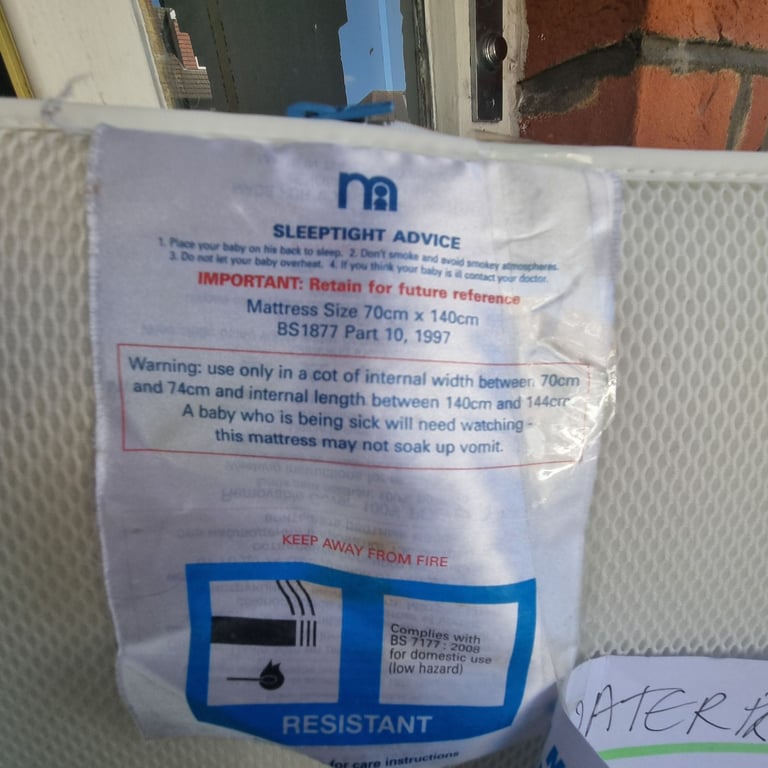 m
SLEEPTIGHT ADVICE
1. Place your baby on his back to sleep. 2. Don't smoke and avoid smokey atmospheres.
3. Do not let your baby overheat. 4. If you think your baby is ill contact your doctor.
IMPORTANT: Retain for future reference
Mattress Size 70cm x 140cm
BS1877 Part 10, 1997
Warning: use only in a cot of internal width between 70cm
and 74cm and internal length between 140cm and 144cm
A baby who is being sick will need watching -
this mattress may not soak up vomit.
KEEP AWAY FROM FIRE
Complies with
BS 7177 : 2008
for domestic use
(low hazard)
RESISTANT
for care instructions